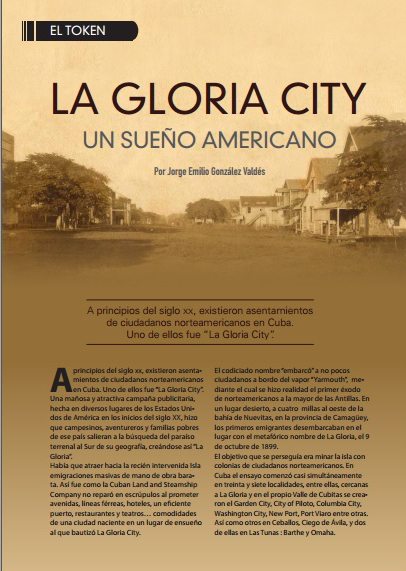 EL TOKEN
LA GLORIA CITY
UN SUEÑO AMERICANO
Por Jorge Emilio González Valdés
A principios del siglo XX, existieron asentamientos
de ciudadanos norteamericanos en Cuba.
Uno de ellos fue “La Gloria City”.
A principios del siglo XX, existieron asenta-
mientos de ciudadanos norteamericanos
en Cuba. Uno de ellos fue “La Gloria City”.
Una mañosa y atractiva campaña publicitaria,
hecha en diversos lugares de los Estados Uni-
dos de América en los inicios del siglo XX, hizo
que campesinos, aventureros y familias pobres
de ese país salieran a la búsqueda del paraíso
terrenal al Sur de su geografía, creándose así “La
Gloria”.
Había que atraer hacia la recién intervenida Isla
emigraciones masivas de mano de obra bara-
ta. Así fue como la Cuban Land and Steamship
Company no reparó en escrúpulos al prometer
avenidas, líneas férreas, hoteles, un eficiente
puerto, restaurantes y teatros… comodidades
de una ciudad naciente en un lugar de ensueño
al que bautizó La Gloria City.
El codiciado nombre “embarcó” a no pocos
ciudadanos a bordo del vapor “Yarmouth”, me-
diante el cual se hizo realidad el primer éxodo
de norteamericanos a la mayor de las Antillas. En
un lugar desierto, a cuatro millas al oeste de la
bahía de Nuevitas, en la provincia de Camagüey,
los primeros emigrantes desembarcaban en el
lugar con el metafórico nombre de La Gloria, el 9
de octubre de 1899.
El objetivo que se perseguía era minar la isla con
colonias de ciudadanos norteamericanos. En
Cuba el ensayo comenzó casi simultáneamente
en treinta y siete localidades, entre ellas, cercanas
a La Gloria y en el propio Valle de Cubitas se crea-
ron el Garden City, City of Piloto, Columbia City,
Washington City, New Port, Port Viaro entre otras.
Así como otros en Ceballos, Ciego de Ávila, y dos
de ellas en Las Tunas : Barthe y Omaha.